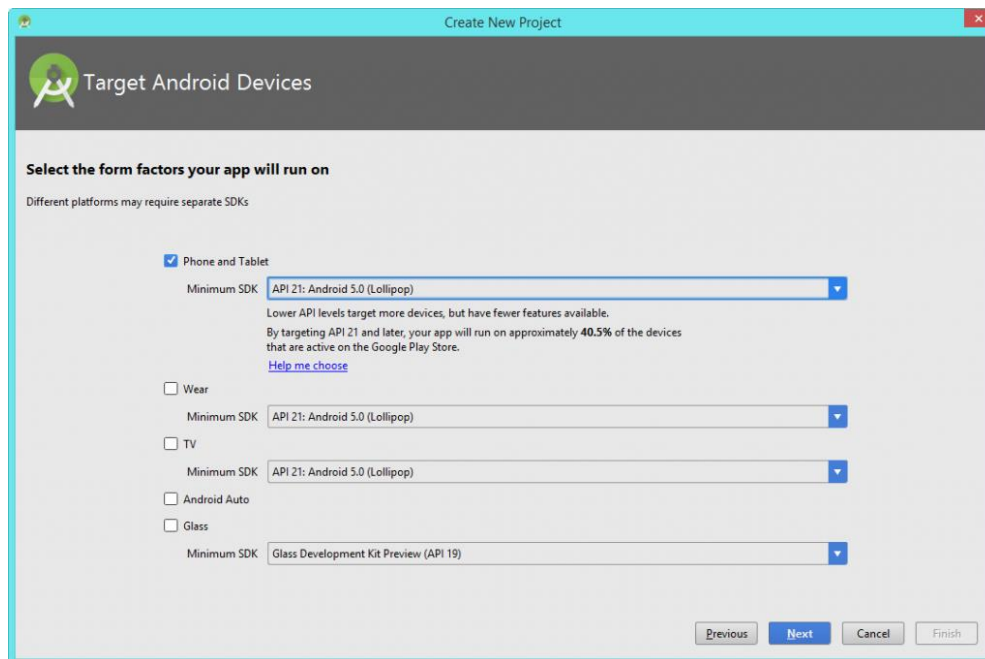 Create New Project
Target Android Devices
Select the form factors your app will run on
Different platforms may require separate SDKs
Phone and Tablet
Minimum SDK API 21: Android 5.0 (Lollipop)
Lower API levels target more devices, but have fewer features available.
By targeting API 21 and later, your app will run on approximately 40.5% of the devices
that are active on the Google Play Store.
Help me choose
Wear
Minimum SDK API 21: Android 5.0 (Lollipop)
TV
Minimum SDK API 21: Android 5.0 (Lollipop)
Android Auto
Glass
Minimum SDK Glass Development Kit Preview (API 19)
Previous Next Cancel Finish